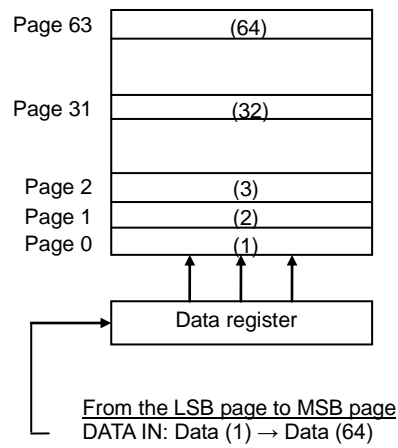 Page 63 (64)
Page 31 (32)
Page 2 (3)
Page 1 (2)
Page 0 (1)
Data register
From the LSB page to MSB page
DATA IN: Data (1) → Data (64)